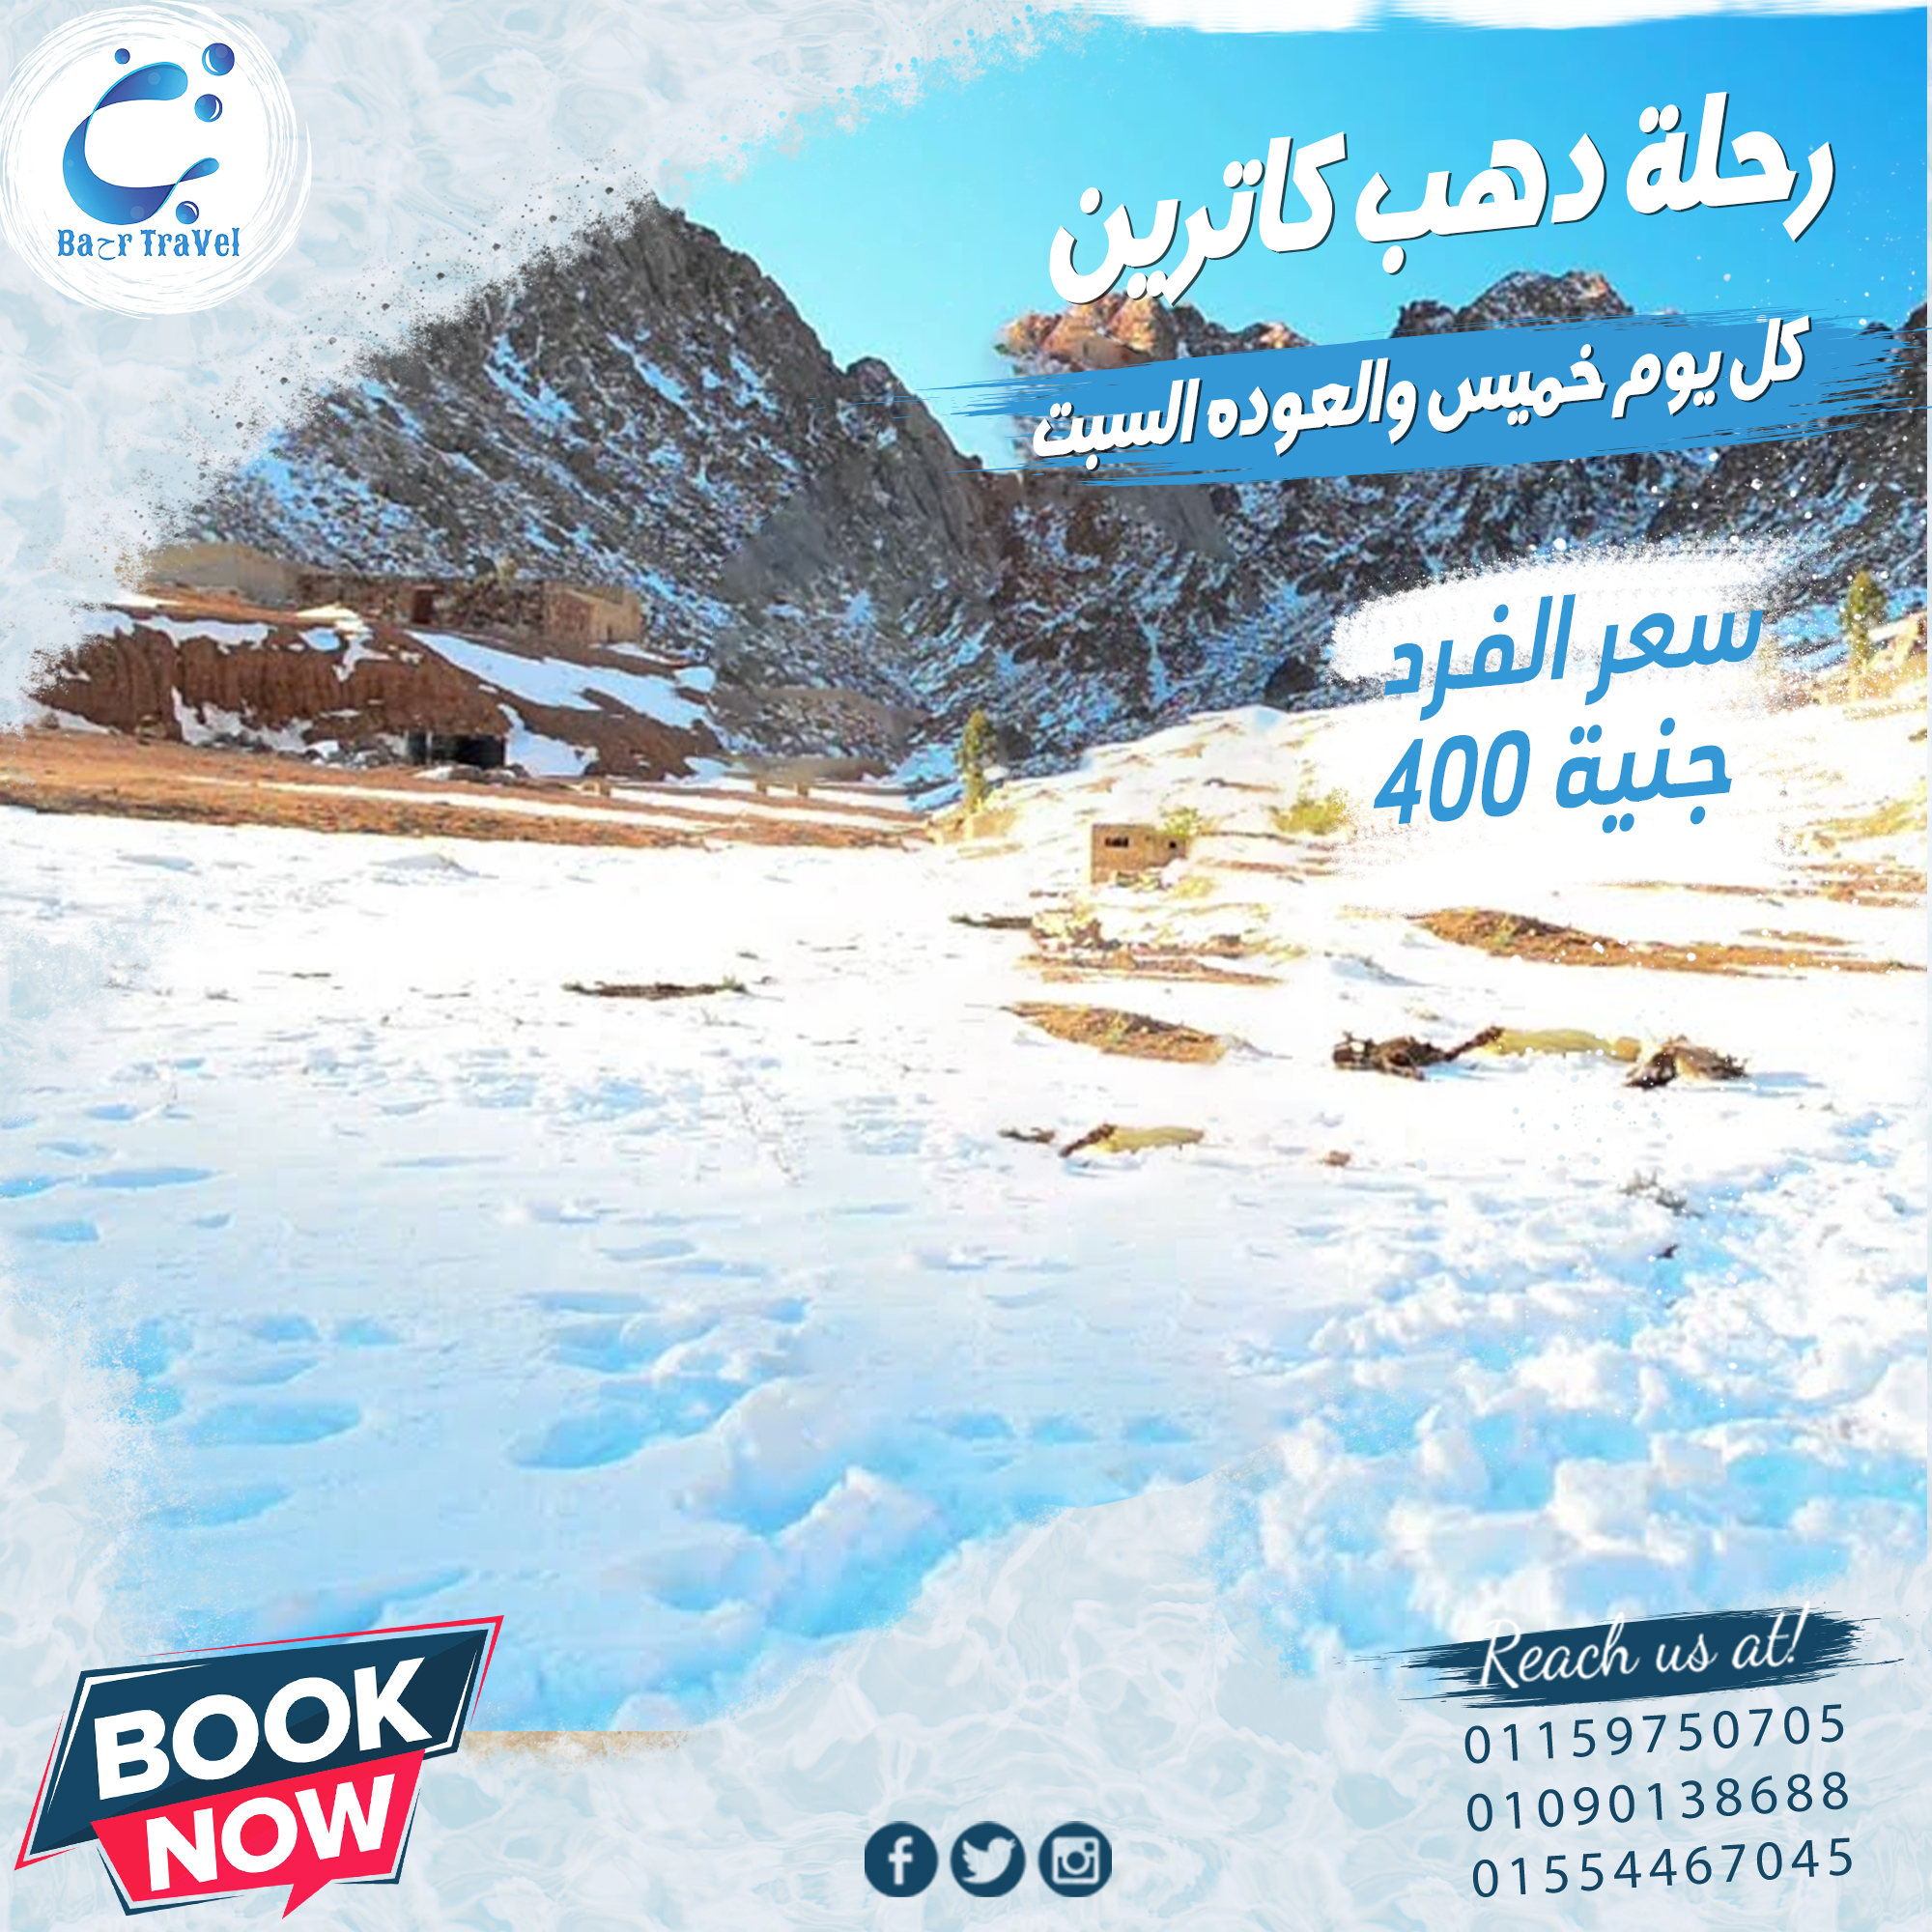 Baحr TraVel
رحلة دهب كاترين
كل يوم خميس والعوده السبت
سعر الفرد
400 جنية
BOOK
NOW
Reach us at!
01159750705
01090138688
01554467045